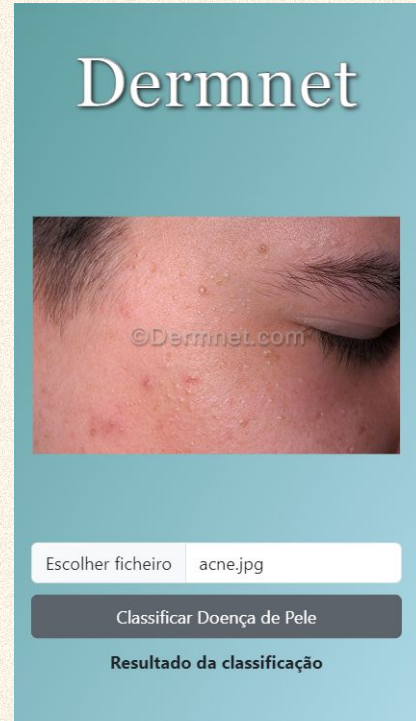 Dermnet
©Dermnet.com
Escolher ficheiro acne.jpg
Classificar Doença de Pele
Resultado da classificação